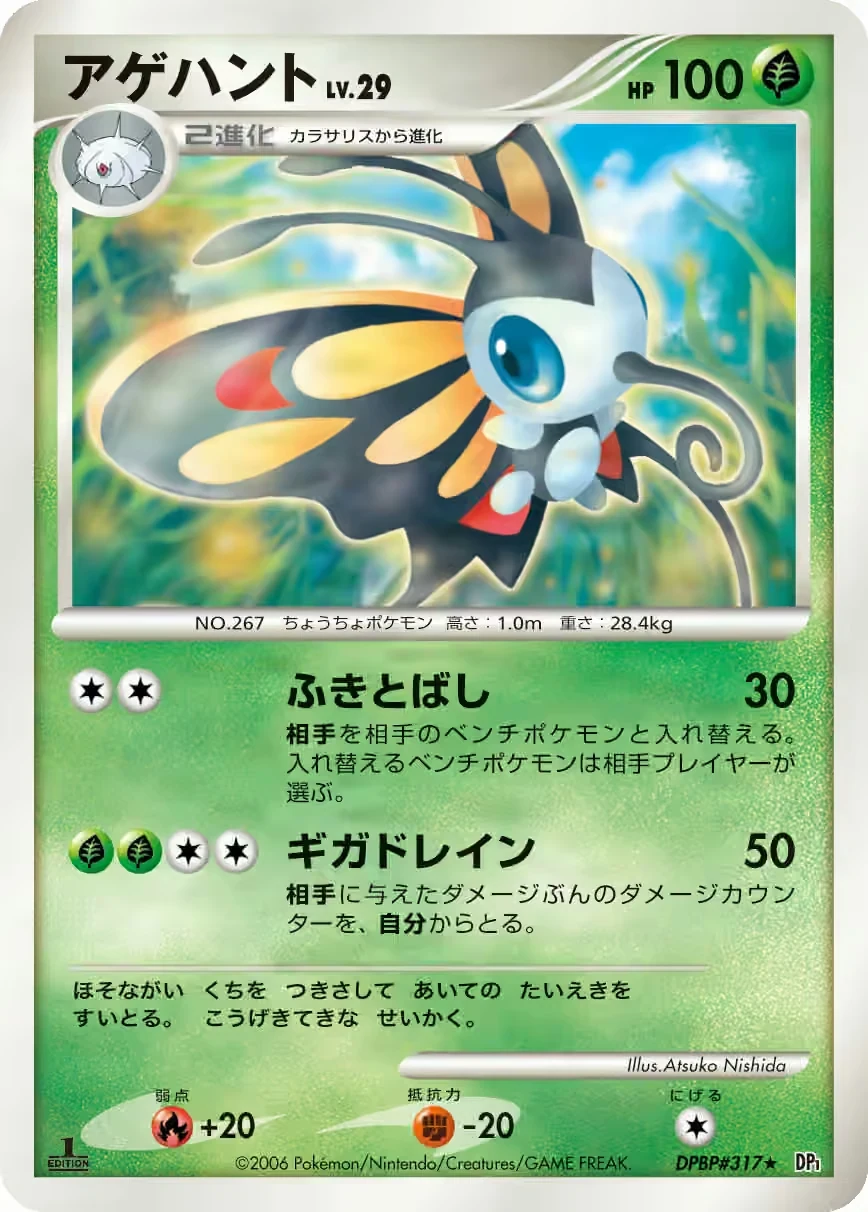 アゲハント LV.29 HP 100
2進化 カラサリスから進化
NO.267 ちょうちょポケモン 高さ：1.0m 重さ：28.4kg
ふきとばし 30
相手を相手のベンチポケモンと入れ替える。
入れ替えるベンチポケモンは相手プレイヤーが
選ぶ。
ギガドレイン 50
相手に与えたダメージぶんのダメージカウン
ターを、自分からとる。
ほそながい くちを つきさして あいての たいえきを
すいとる。 こうげきてきな せいかく。
Illus.Atsuko Nishida
弱点 抵抗力 にげる
+20 -20
1 EDITION ©2006 Pokémon/Nintendo/Creatures/GAME FREAK. DPBP#317★ DP1